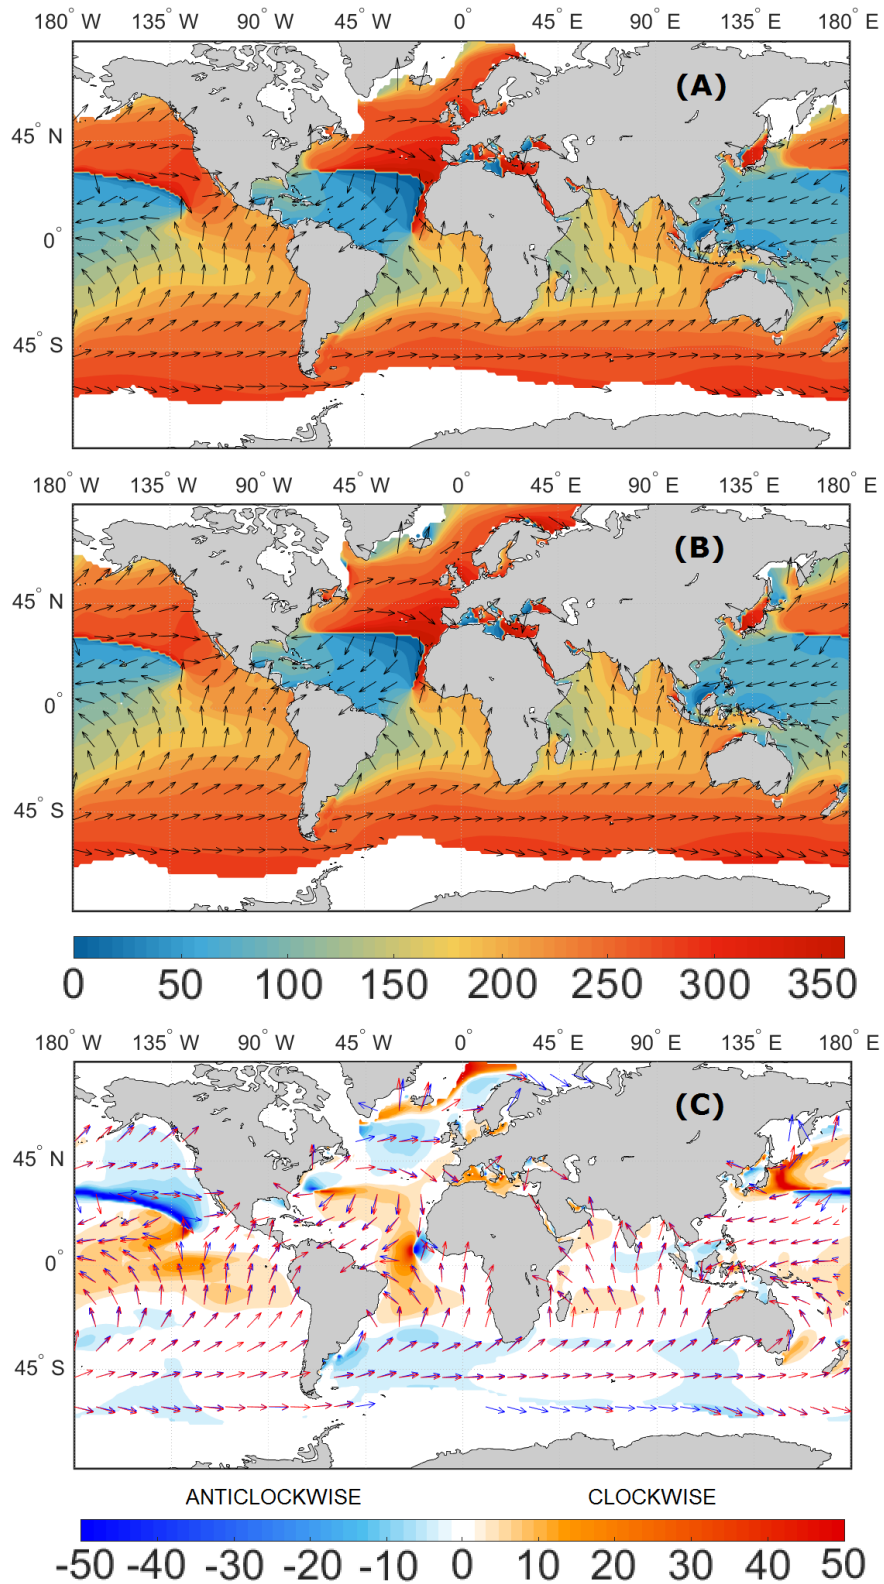 180° W 135° W 90° W 45° W 0° 45° E 90° E 135° E 180° E
(A)
45° N
0°
45° S
180° W 135° W 90° W 45° W 0° 45° E 90° E 135° E 180° E
(B)
45° N
0°
45° S
0 50 100 150 200 250 300 350
180° W 135° W 90° W 45° W 0° 45° E 90° E 135° E 180° E
(C)
45° N
0°
45° S
ANTICLOCKWISE CLOCKWISE
-50 -40 -30 -20 -10 0 10 20 30 40 50